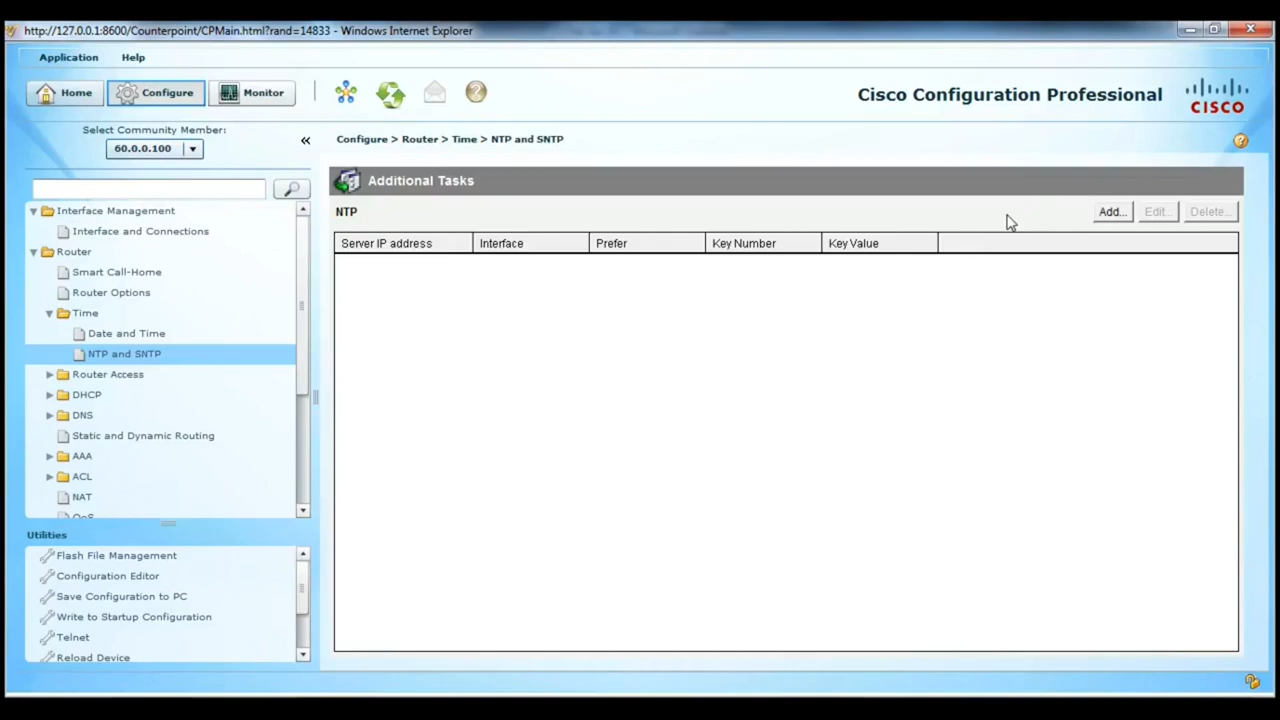 http://127.0.0.1:8600/Counterpoint/CPMain.html?rand=14833 - Windows Internet Explorer
Application Help
Home Configure Monitor
Cisco Configuration Professional
CISCO
Select Community Member:
60.0.0.100
«
Configure > Router > Time > NTP and SNTP
Additional Tasks
NTP
Add... Edit... Delete...
Server IP address Interface Prefer Key Number Key Value
Interface Management
Interface and Connections
Router
Smart Call-Home
Router Options
Time
Date and Time
NTP and SNTP
Router Access
DHCP
DNS
Static and Dynamic Routing
AAA
ACL
NAT
QoS
Utilities
Flash File Management
Configuration Editor
Save Configuration to PC
Write to Startup Configuration
Telnet
Reload Device